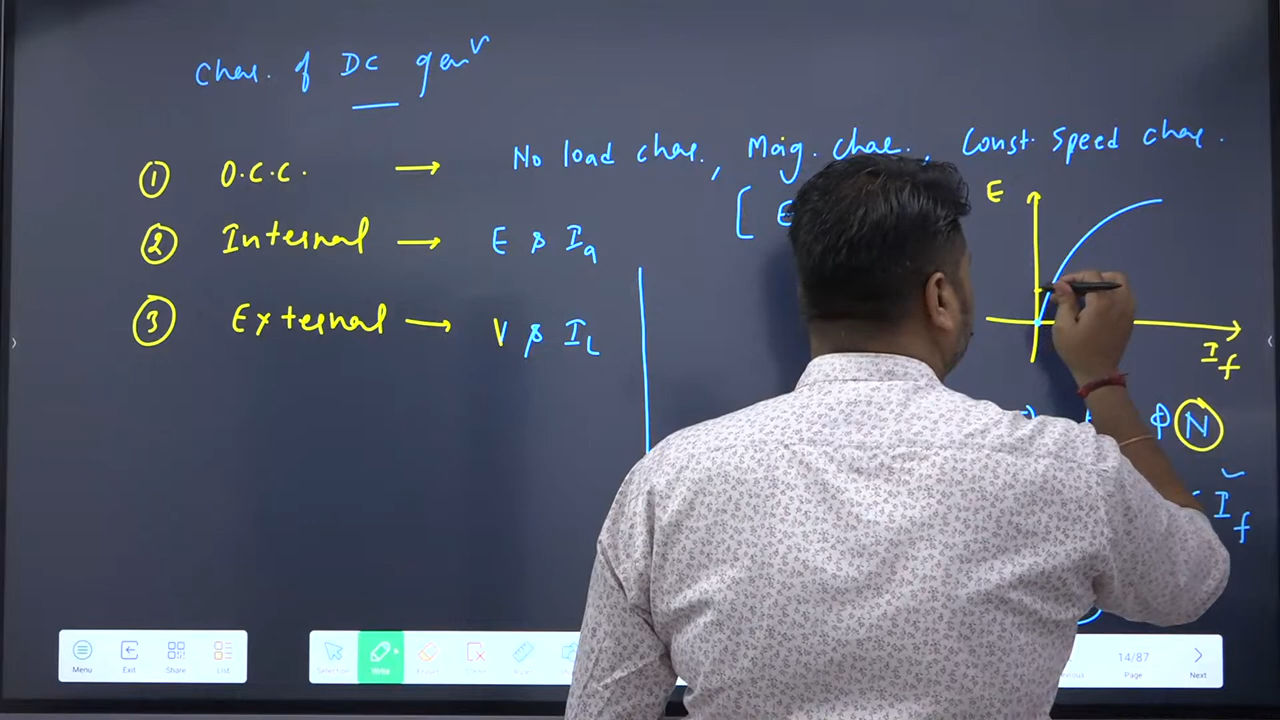 Char. of DC genr
① O.C.C. → No load char., Mag. char., Const. speed char.
② Internal → E & Ia
③ External → V & IL
E
If
φ N
If
Menu Exit Share List
Selection Write 14/87 Page Next